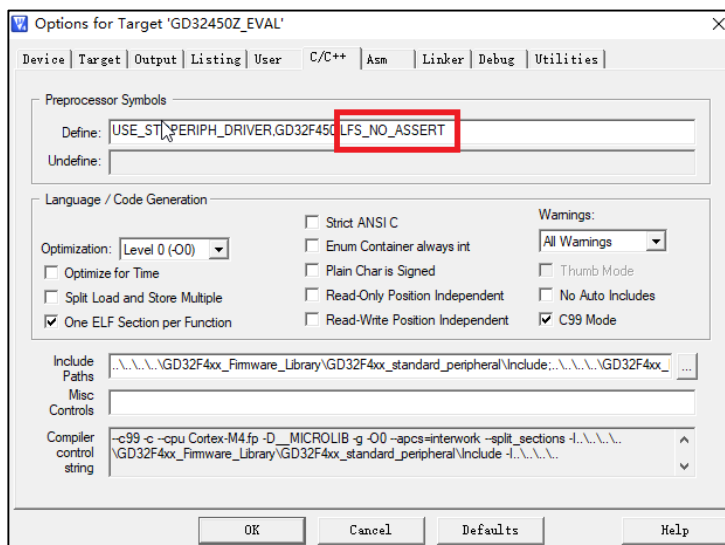 Options for Target 'GD32450Z_EVAL'
Device Target Output Listing User C/C++ Asm Linker Debug Utilities
Preprocessor Symbols
Define: PERIPH_DRIVER,GD32F450 LFS_NO_ASSERT
Undefine:
Language / Code Generation
Strict ANSI C
Warnings:
Optimization: Level 0 (-O0)
Enum Container always int
All Warnings
Optimize for Time
Plain Char is Signed
Thumb Mode
Split Load and Store Multiple
Read-Only Position Independent
No Auto Includes
One ELF Section per Function
Read-Write Position Independent
C99 Mode
Include Paths
..\..\..\..\GD32F4xx_Firmware_Library\GD32F4xx_standard_peripheral\Include;..\..\..\..\GD32F4xx_
...
Misc Controls
Compiler control string
--c99 -c --cpu Cortex-M4.fp -D__MICROLIB -g -O0 --apcs=interwork --split_sections -I..\..\..\..
\GD32F4xx_Firmware_Library\GD32F4xx_standard_peripheral\Include -I..\..\..\..
OK Cancel Defaults Help